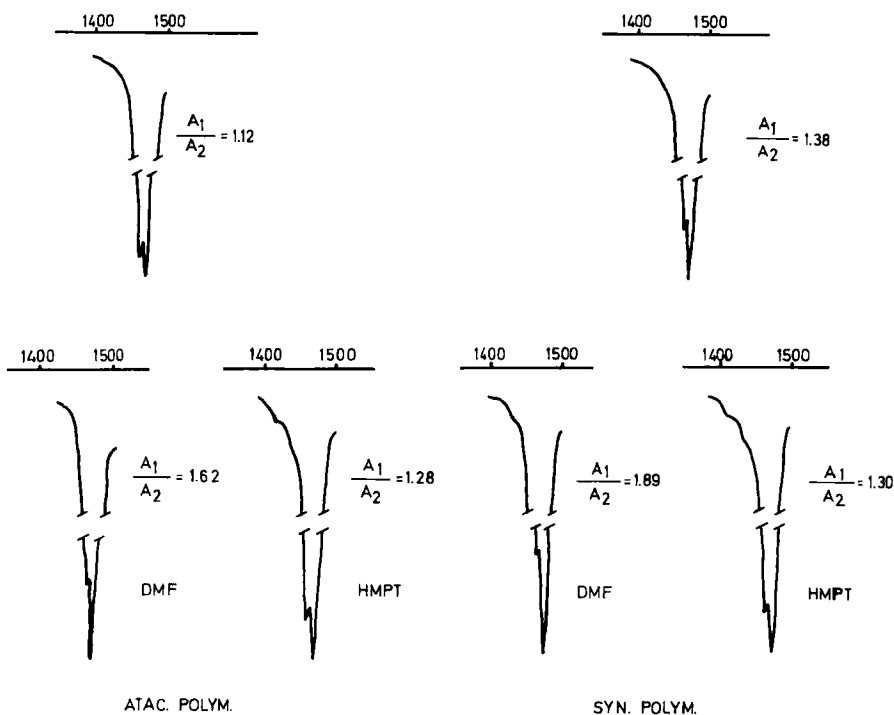 1400 1500
A1
A2 = 1.12
1400 1500
A1
A2 = 1.38
1400 1500
A1
A2 = 1.62
DMF
1400 1500
A1
A2 = 1.28
HMPT
1400 1500
A1
A2 = 1.89
DMF
1400 1500
A1
A2 = 1.30
HMPT
ATAC. POLYM.
SYN. POLYM.